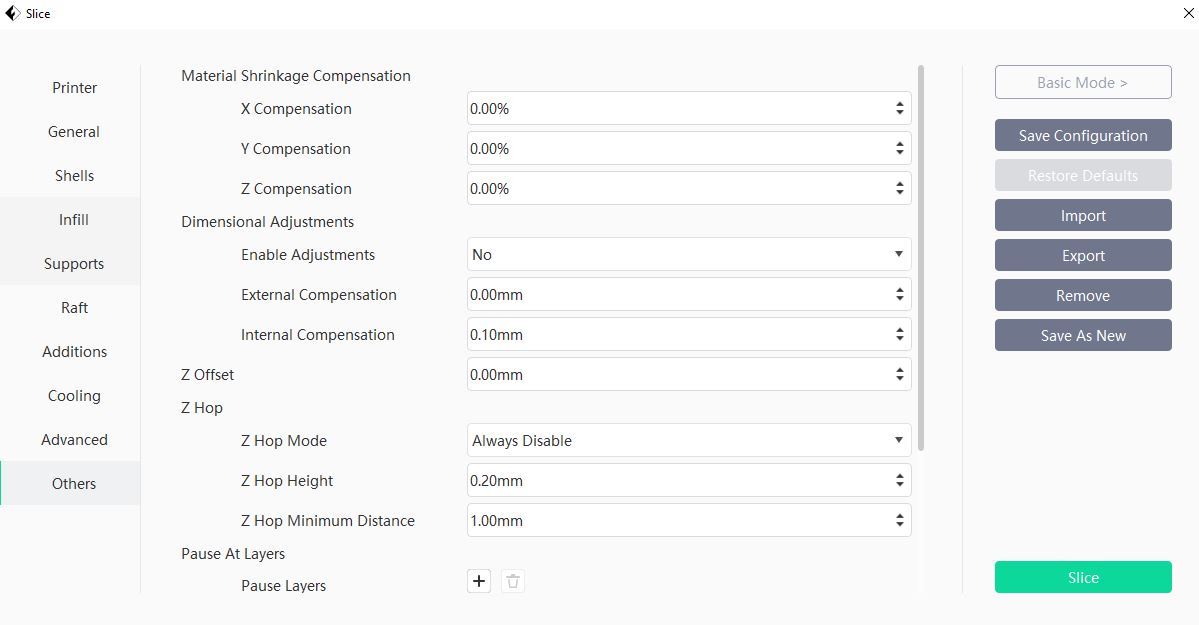 Slice
Printer
General
Shells
Infill
Supports
Raft
Additions
Cooling
Advanced
Others
Material Shrinkage Compensation
X Compensation 0.00%
Y Compensation 0.00%
Z Compensation 0.00%
Dimensional Adjustments
Enable Adjustments No
External Compensation 0.00mm
Internal Compensation 0.10mm
Z Offset 0.00mm
Z Hop
Z Hop Mode Always Disable
Z Hop Height 0.20mm
Z Hop Minimum Distance 1.00mm
Pause At Layers
Pause Layers
Basic Mode >
Save Configuration
Restore Defaults
Import
Export
Remove
Save As New
Slice